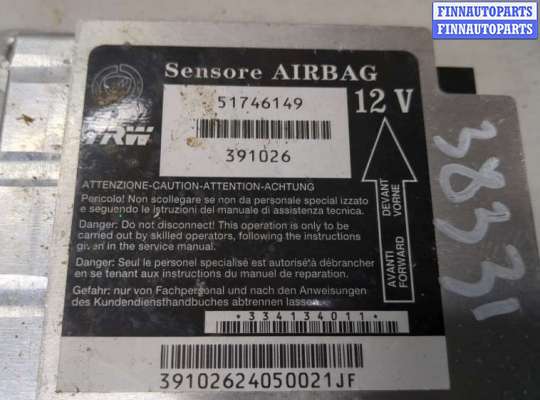 FINNAUTOPARTS
FINNAUTOPARTS
Sensore AIRBAG
51746149
12 V
TRW
391026
ATTENZIONE-CAUTION-ATTENTION-ACHTUNG
Pericolo! Non scollegare se non da personale special izzato
e seguendo le istruzioni del manuale di assistenza tecnica.
Danger: Do not disconnect! This operation is only to be
carried out by skilled operators, following the instructions
given in the service manual.
Danger: Seul le personel spécialisé est autorisé à débrancher
en se tenant aux instructions du manuel de reparation.
Gefahr: nur von Fachpersonal und nach den Anweisungen
des Kundendiensthandbuches abtrennen lassen.
DEVANT
VORNE
AVANTI
FORWARD
*334134011*
39102624050021JF
38331